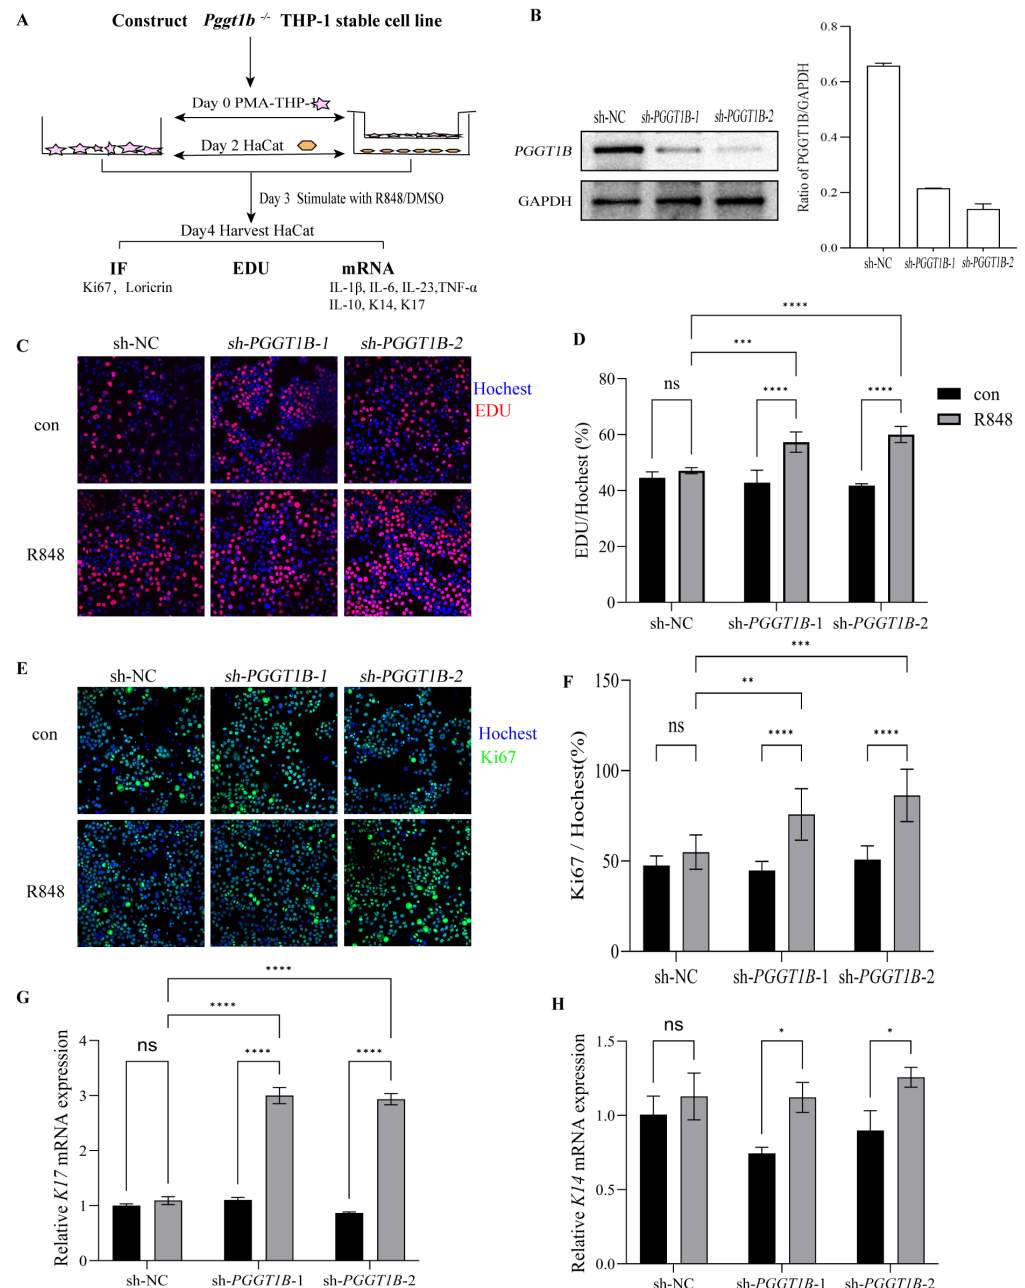 A
Construct Pggt1b -/- THP-1 stable cell line
Day 0 PMA-THP-1
Day 2 HaCat
Day 3 Stimulate with R848/DMSO
Day4 Harvest HaCat
IF EDU mRNA
Ki67, Loricrin
IL-1β, IL-6, IL-23,TNF-α
IL-10, K14, K17
B
sh-NC sh-PGGT1B-1 sh-PGGT1B-2
PGGT1B
GAPDH
Ratio of PGGT1B/GAPDH
0.8
0.6
0.4
0.2
0.0
sh-NC sh-PGGT1B-1 sh-PGGT1B-2
C
sh-NC sh-PGGT1B-1 sh-PGGT1B-2
Hochest
EDU
con
R848
D
****
***
ns **** ****
con
R848
EDU/Hochest (%)
80
60
40
20
0
sh-NC sh-PGGT1B-1 sh-PGGT1B-2
E
sh-NC sh-PGGT1B-1 sh-PGGT1B-2
Hochest
Ki67
con
R848
F
***
**
ns **** ****
Ki67 / Hochest(%)
150
100
50
0
sh-NC sh-PGGT1B-1 sh-PGGT1B-2
G
****
****
ns **** ****
Relative K17 mRNA expression
4
3
2
1
0
sh-NC sh-PGGT1B-1 sh-PGGT1B-2
H
ns * *
Relative K14 mRNA expression
1.5
1.0
0.5
0.0
sh-NC sh-PGGT1B-1 sh-PGGT1B-2